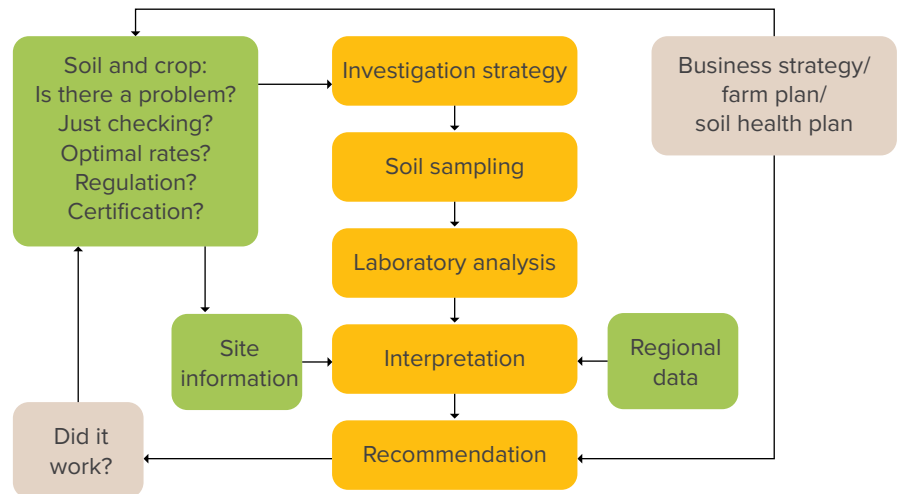 Soil and crop:
Is there a problem?
Just checking?
Optimal rates?
Regulation?
Certification?
Investigation strategy
Business strategy/
farm plan/
soil health plan
Soil sampling
Laboratory analysis
Site
information
Interpretation
Regional
data
Did it
work?
Recommendation